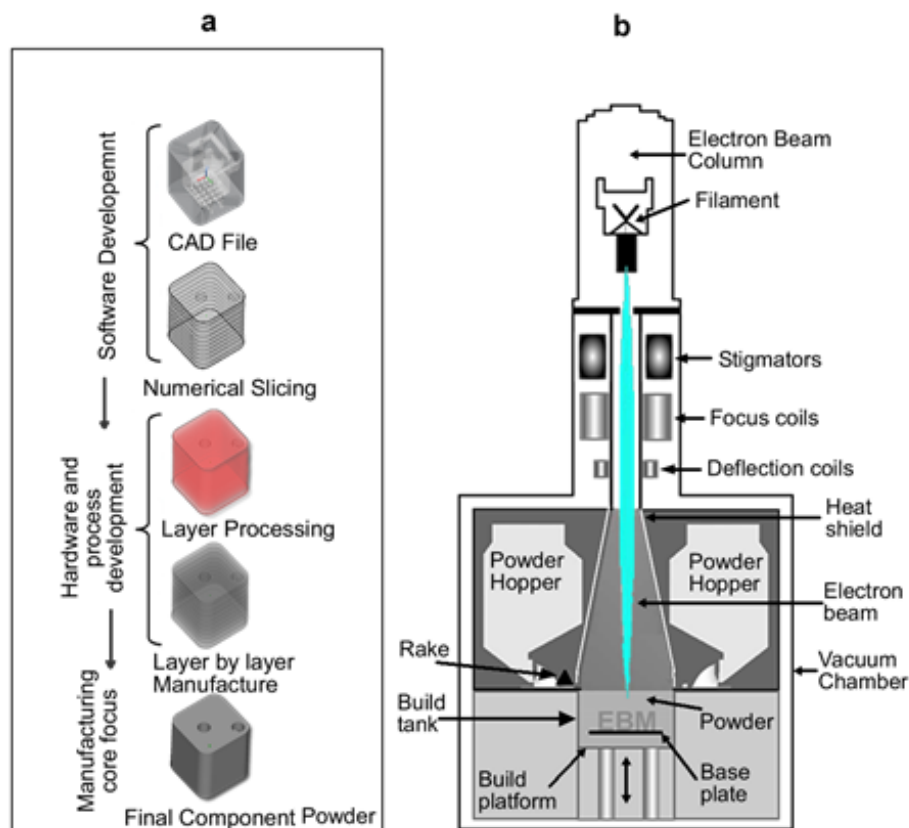 a
Software Developemnt
CAD File
Numerical Slicing
Hardware and
process
development
Layer Processing
Layer by layer
Manufacture
Manufacturing
core focus
Final Component Powder
b
Electron Beam
Column
Filament
Stigmators
Focus coils
Deflection coils
Heat
shield
Powder
Hopper
Powder
Hopper
Electron
beam
Rake
Vacuum
Chamber
Build
tank
EBM
Powder
Build
platform
Base
plate